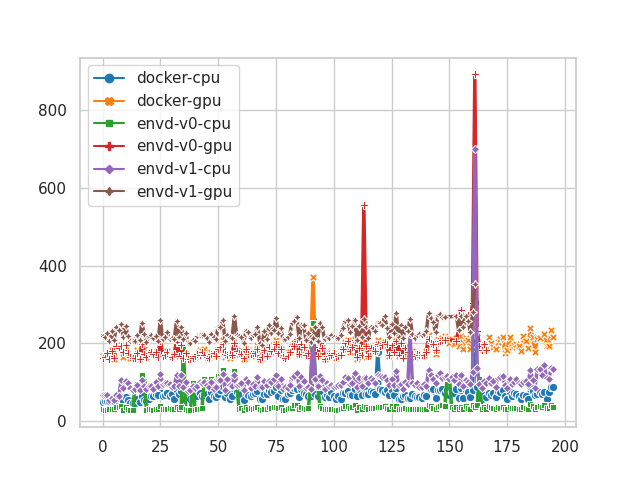 docker-cpu
docker-gpu
envd-v0-cpu
envd-v0-gpu
envd-v1-cpu
envd-v1-gpu
800
600
400
200
0
0 25 50 75 100 125 150 175 200